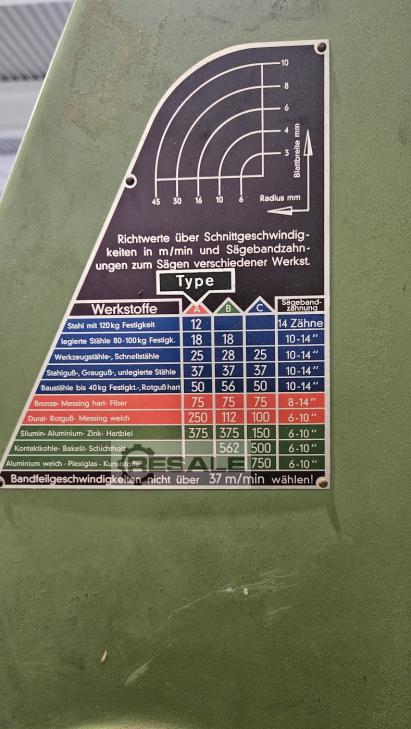 10
8
6
4
3
Blattbreite mm
45 30 16 10 6
Radius mm
Richtwerte über Schnittgeschwindig-
keiten in m/min und Sägebandzahn-
ungen zum Sägen verschiedener Werkst.
Type
Werkstoffe A B C Sägeband-
zahnung
Stahl mit 120 kg Festigkeit 12 14 Zähne
legierte Stähle 80-100 kg Festigk. 18 18 10-14"
Werkzeugstähle-, Schnellstähle 25 28 25 10-14"
Stahlguß-, Grauguß-, unlegierte Stähle 37 37 37 10-14"
Baustähle bis 40 kg Festigkt.-, Rotguß hart 50 56 50 10-14"
Bronze- Messing hart- Fiber 75 75 75 8-14"
Dural- Rotguß- Messing weich 250 112 100 6-10"
Silumin- Aluminium- Zink- Hartblei 375 375 150 6-10"
Kontaktkohle- Bakelit- Schichtholz 562 500 6-10"
Aluminium weich - Plexiglas - Kunststoffe 750 6-10"
RESALE
Bandfeilgeschwindigkeiten nicht über 37 m/min wählen!